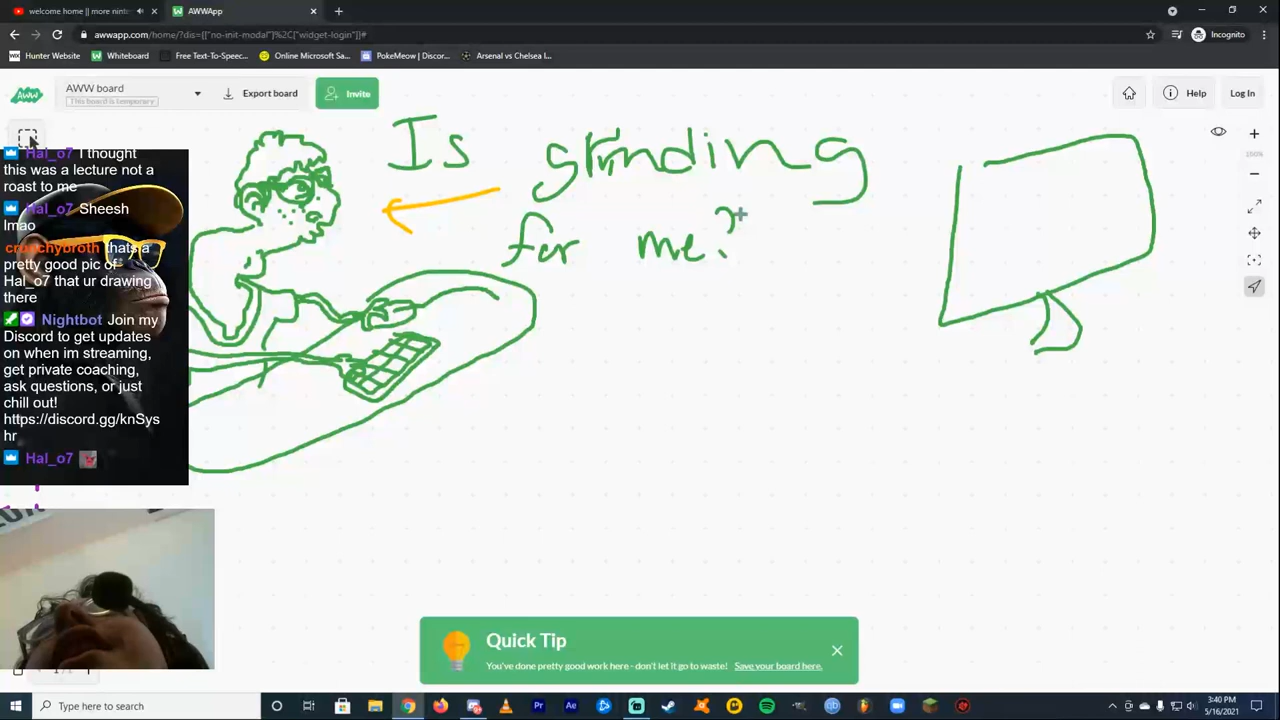 welcome home || more ninten
AWWApp
awwapp.com/home/?dis=[["no-init-modal"]%2C["widget-login"]]#
Incognito
Hunter Website
Whiteboard
Free Text-To-Speec...
Online Microsoft Sa...
PokeMeow | Discor...
Arsenal vs Chelsea l...
AWW board
This board is temporary
Export board
Invite
Help
Log In
100%
Is grinding
for me?
Hal_o7 I thought
this was a lecture not a
roast to me
Hal_o7 Sheesh
lmao
crunchybroth thats a
pretty good pic of
Hal_o7 that ur drawing
there
Nightbot Join my
Discord to get updates
on when im streaming,
get private coaching,
ask questions, or just
chill out!
https://discord.gg/knSys
hr
Hal_o7
Quick Tip
You've done pretty good work here - don't let it go to waste! Save your board here.
Type here to search
3:40 PM
5/16/2021